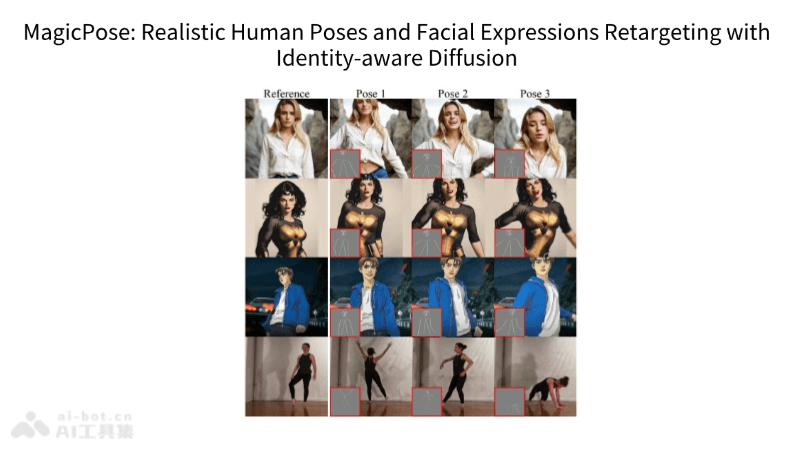 MagicPose: Realistic Human Poses and Facial Expressions Retargeting with
Identity-aware Diffusion
Reference Pose 1 Pose 2 Pose 3
ai-bot.cn
AI工具集